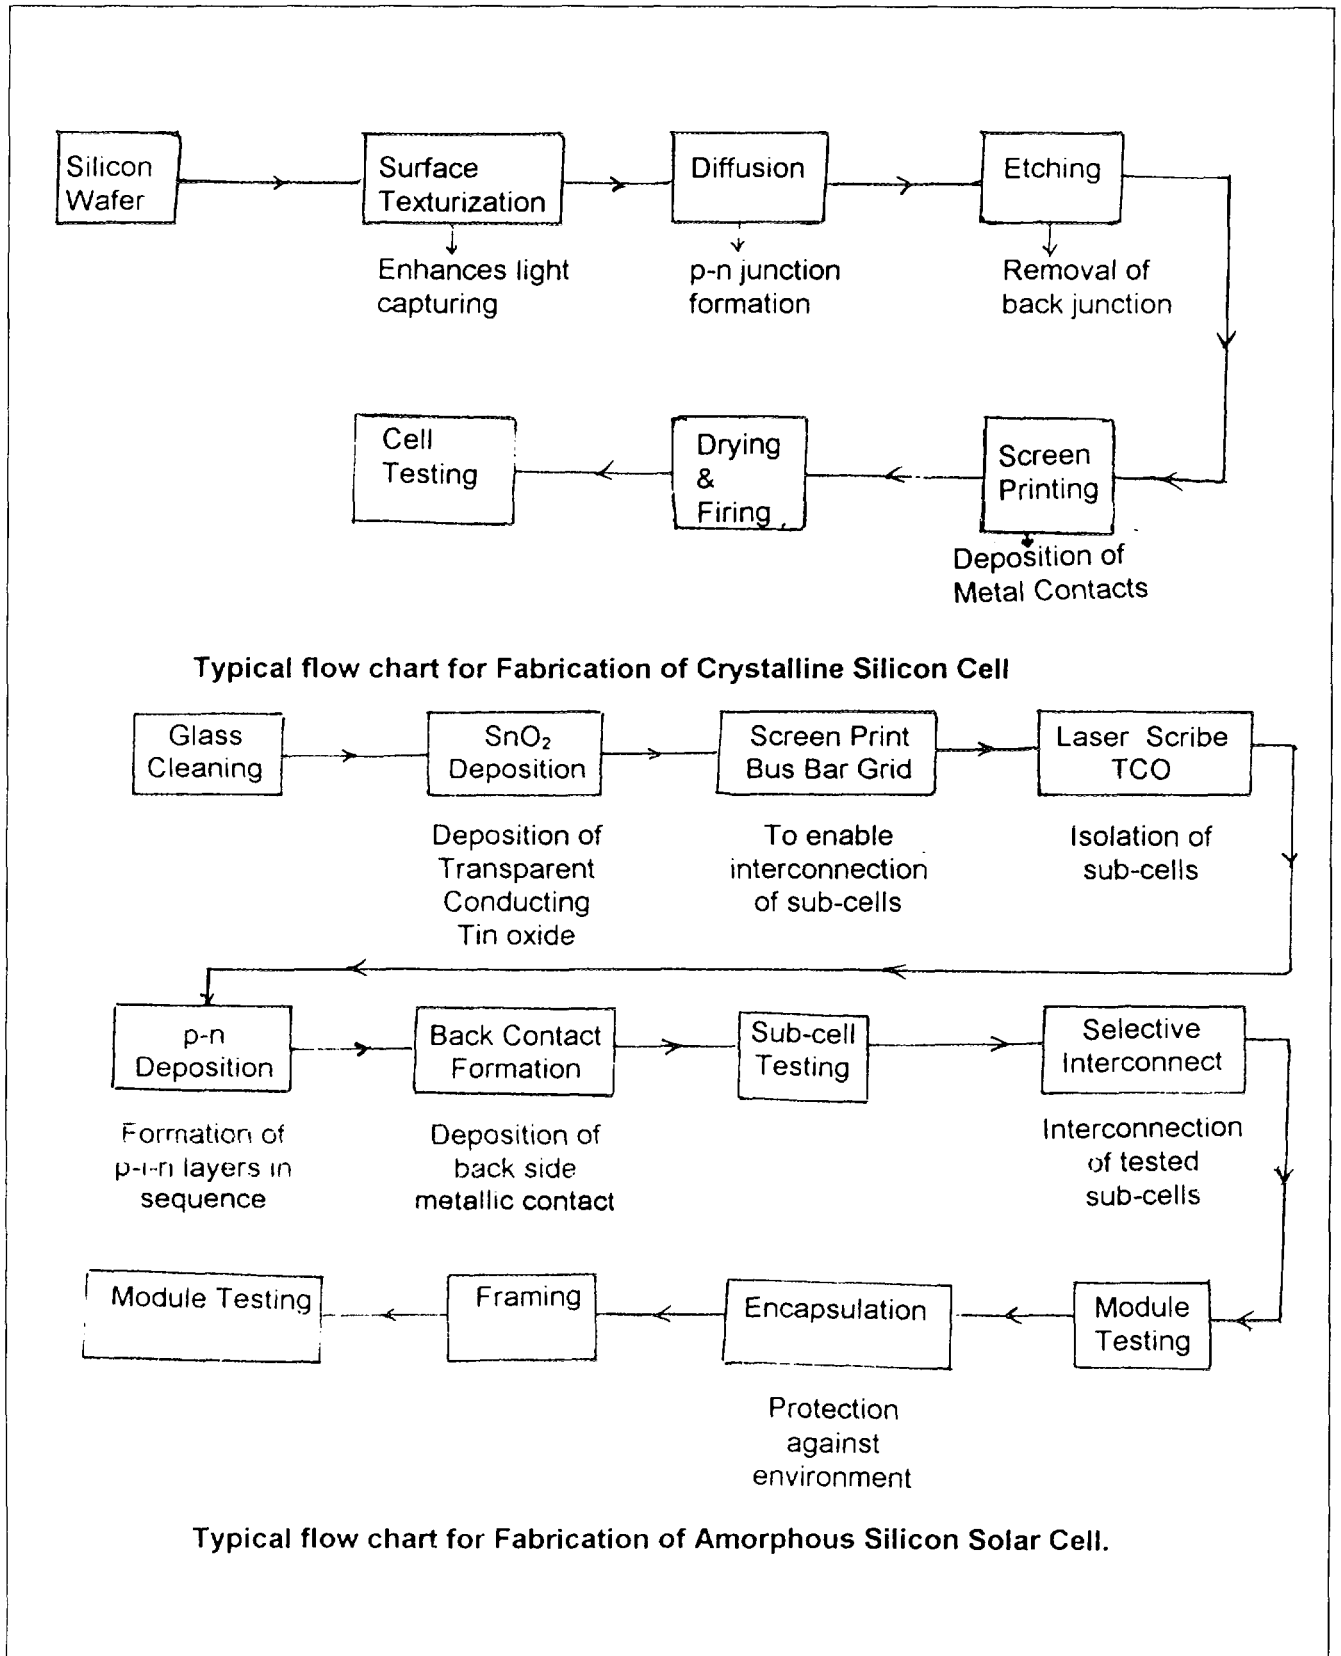 Silicon
Wafer
Surface
Texturization
Diffusion
Etching
Enhances light
capturing
p-n junction
formation
Removal of
back junction
Cell
Testing
Drying
&
Firing
Screen
Printing
Deposition of
Metal Contacts
Typical flow chart for Fabrication of Crystalline Silicon Cell
Glass
Cleaning
SnO₂
Deposition
Screen Print
Bus Bar Grid
Laser Scribe
TCO
Deposition of
Transparent
Conducting
Tin oxide
To enable
interconnection
of sub-cells
Isolation of
sub-cells
p-n
Deposition
Back Contact
Formation
Sub-cell
Testing
Selective
Interconnect
Formation of
p-i-n layers in
sequence
Deposition of
back side
metallic contact
Interconnection
of tested
sub-cells
Module Testing
Framing
Encapsulation
Module
Testing
Protection
against
environment
Typical flow chart for Fabrication of Amorphous Silicon Solar Cell.